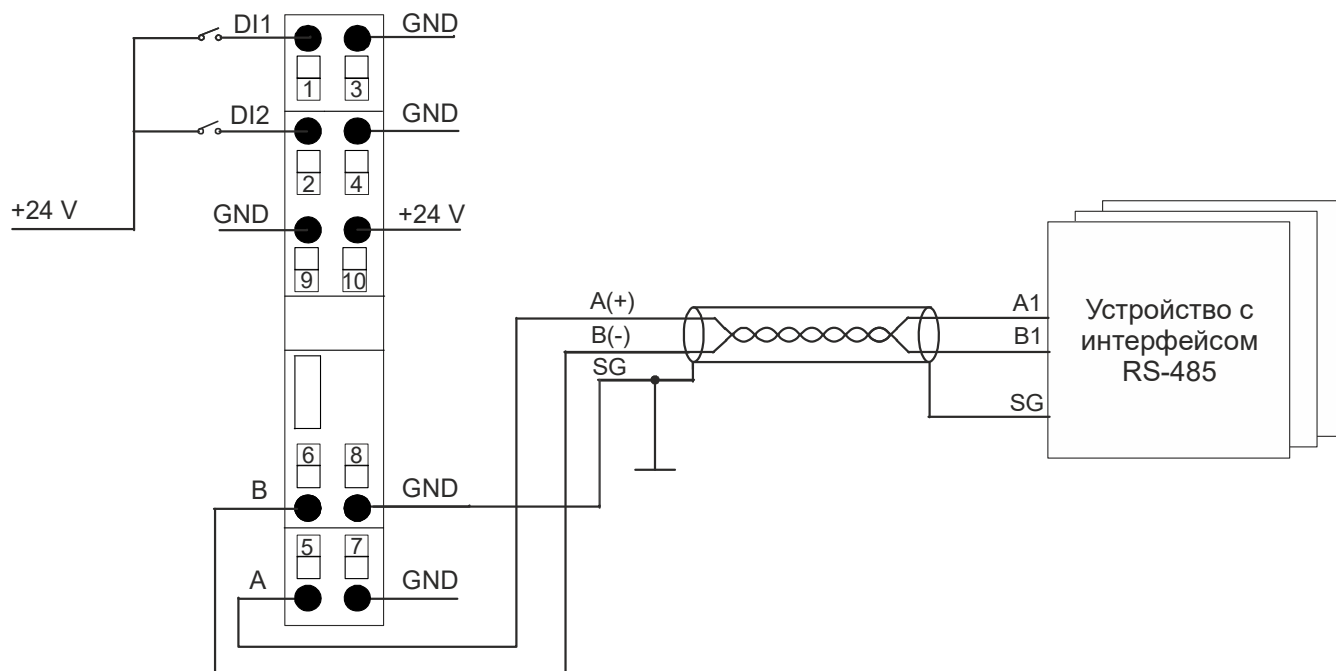 DI1
GND
1
3
DI2
GND
2
4
+24 V
GND
+24 V
9
10
A(+)
B(-)
SG
A1
B1
SG
Устройство с
интерфейсом
RS-485
6
8
B
GND
5
7
A
GND